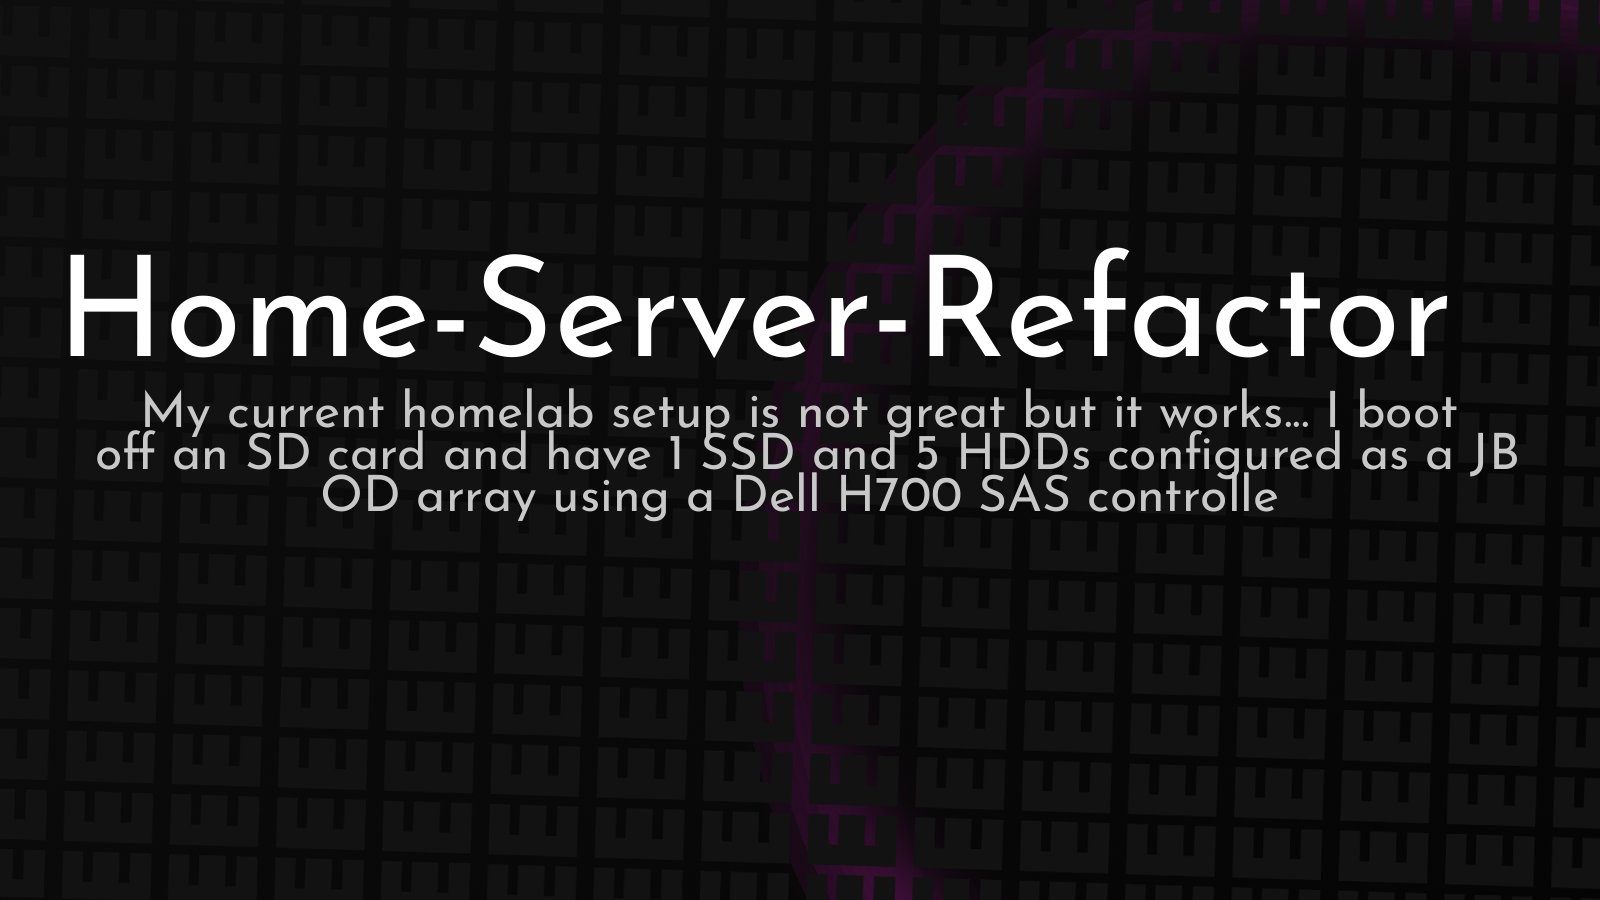 Home-Server-Refactor
My current homelab setup is not great but it works... I boot
off an SD card and have 1 SSD and 5 HDDs configured as a JB
OD array using a Dell H700 SAS controlle